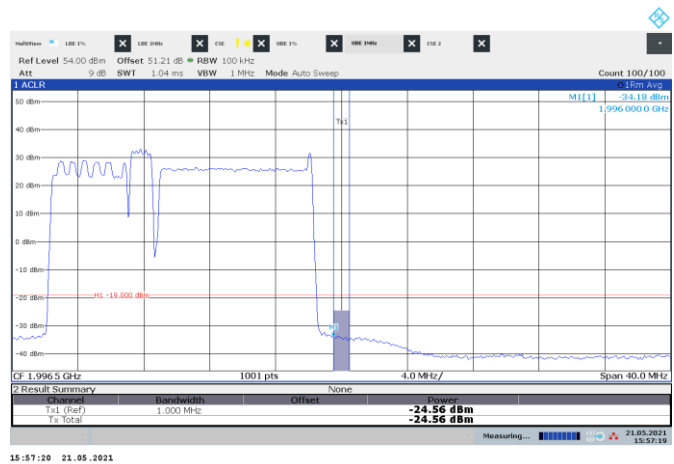 MultiView LBE 1% X LBE 1MHz X CSE X UBE 1% X UBE 1MHz X CSE 2 X
Ref Level 54.00 dBm Offset 51.21 dB RBW 100 kHz
Att 9 dB SWT 1.04 ms VBW 1 MHz Mode Auto Sweep Count 100/100
1 ACLR 1Rm Avg
M1[1] -34.18 dBm
1.996 000 0 GHz
50 dBm
Tx1
40 dBm
30 dBm
20 dBm
10 dBm
0 dBm
-10 dBm
H1 -19.000 dBm
-20 dBm
-30 dBm
M1
-40 dBm
CF 1.9965 GHz 1001 pts 4.0 MHz/ Span 40.0 MHz
2 Result Summary None
Channel Bandwidth Offset Power
Tx1 (Ref) 1.000 MHz -24.56 dBm
Tx Total -24.56 dBm
Measuring... 21.05.2021
15:57:19
15:57:20 21.05.2021